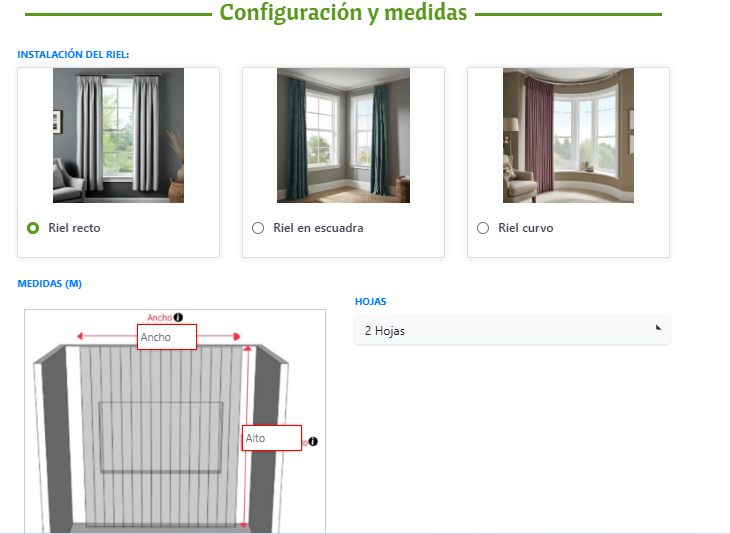 Configuración y medidas
INSTALACIÓN DEL RIEL:
Riel recto
Riel en escuadra
Riel curvo
MEDIDAS (M)
HOJAS
Ancho
Ancho
2 Hojas
Alto